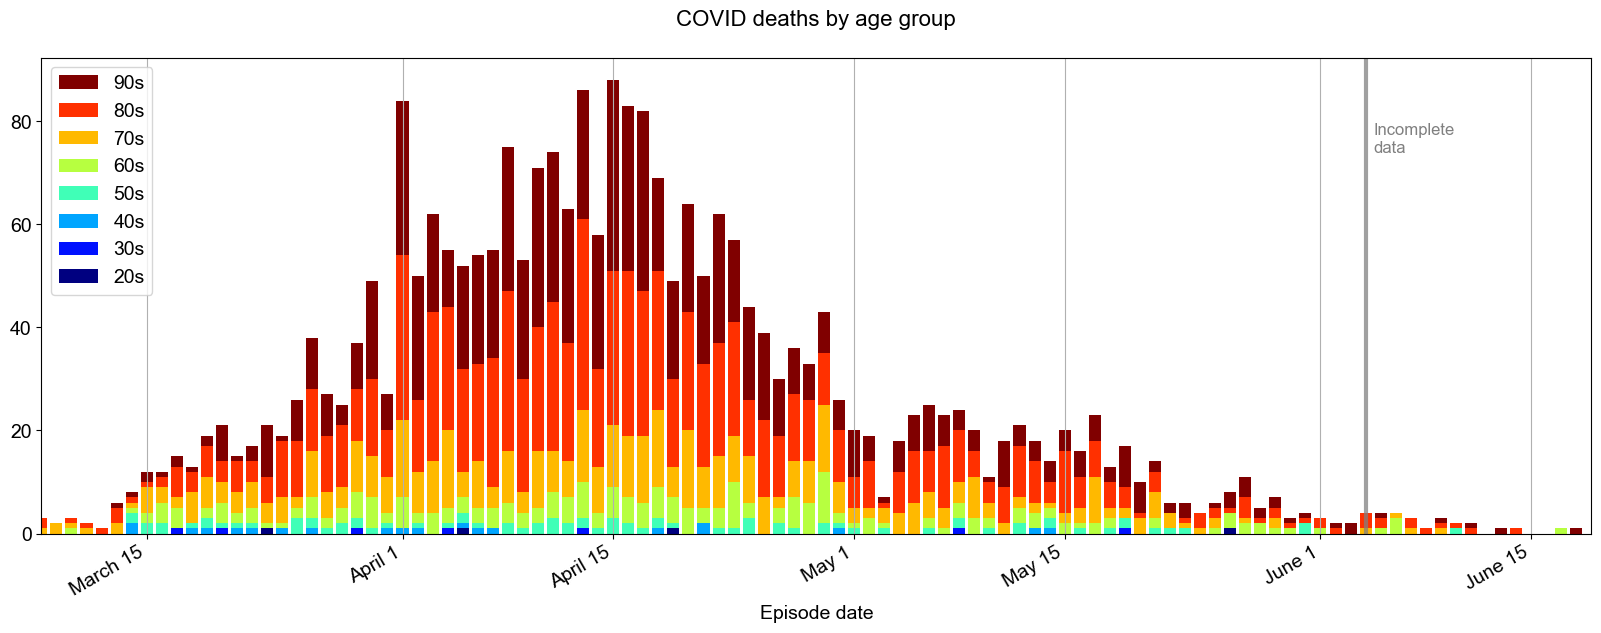 COVID deaths by age group
90s
80s
70s
60s
50s
40s
30s
20s
80
60
40
20
0
Incomplete
data
March 15
April 1
April 15
May 1
May 15
June 1
June 15
Episode date